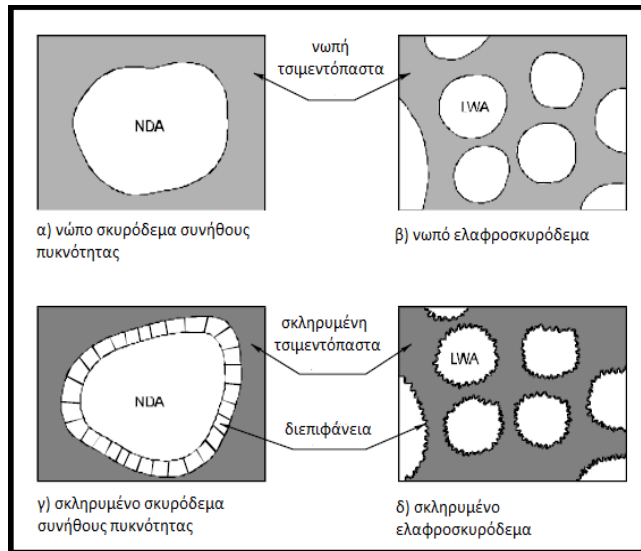 νωπή
τσιμεντόπαστα
NDA
LWA
α) νώπο σκυρόδεμα συνήθους
πυκνότητας
β) νωπό ελαφροσκυρόδεμα
σκληρυμένη
τσιμεντόπαστα
NDA
LWA
διεπιφάνεια
γ) σκληρυμένο σκυρόδεμα
συνήθους πυκνότητας
δ) σκληρυμένο
ελαφροσκυρόδεμα